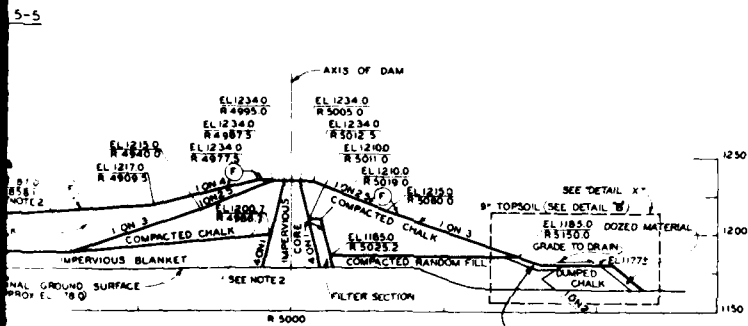 5-5
AXIS OF DAM
EL 1234.0
R 4995.0
EL 1234.0
R 5005.0
EL 1234.0
R 4987.5
EL 1234.0
R 5012.5
EL 1234.0
R 4977.5
EL 1210.0
R 5011.0
EL 1215.0
R 4940.0
EL 1210.0
R 5019.0
EL 1217.0
R 4909.5
EL 1215.0
R 5080.0
F
F
F
NOTE 2
1 ON 4
1 ON 2.5
1 ON 3
1 ON 2.5
1 ON 3
COMPACTED CHALK
COMPACTED CHALK
EL 1200.7
IMPERVIOUS CORE
4 ON 1
4 ON 1
EL 1185.0
R 5025.2
COMPACTED RANDOM FILL
IMPERVIOUS BLANKET
NAL GROUND SURFACE
SEE NOTE 2
FILTER SECTION
R 5000
SEE "DETAIL X"
9" TOPSOIL (SEE DETAIL "B")
EL 1185.0
R 5150.0
DOZED MATERIAL
GRADE TO DRAIN
EL 1177±
DUMPED CHALK
1 ON 2
1250
1200
1150